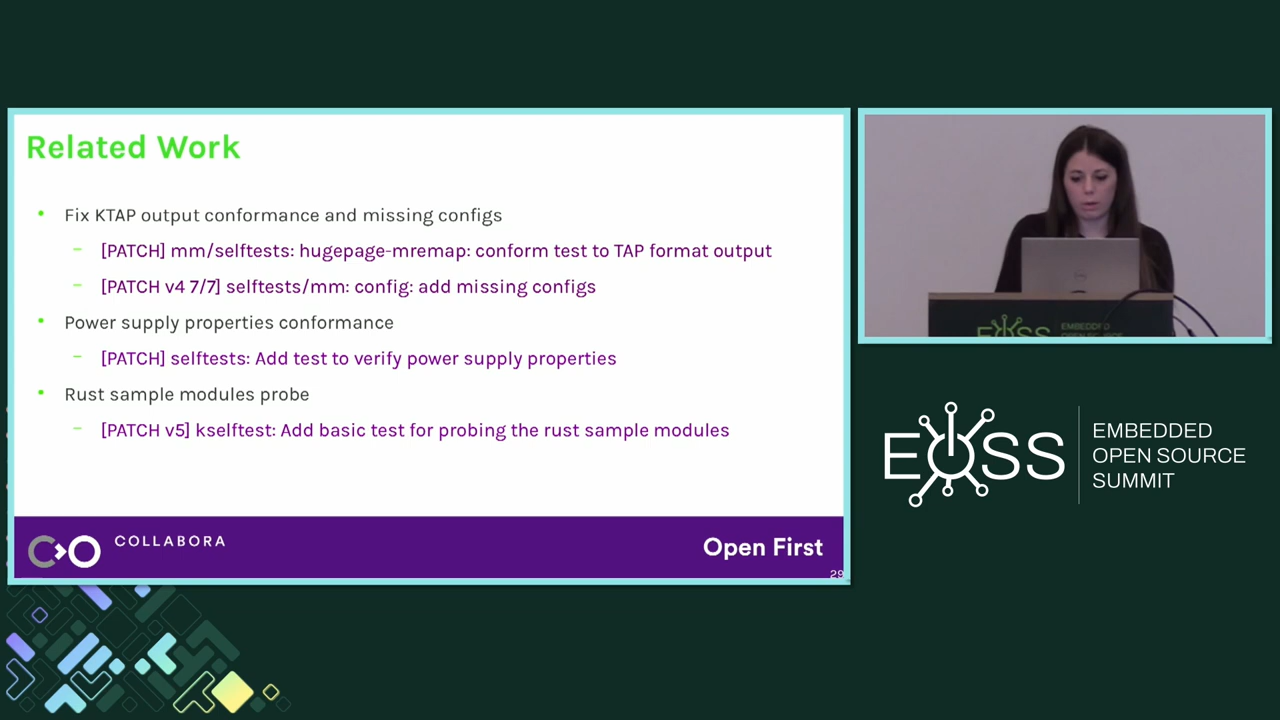 Related Work
Fix KTAP output conformance and missing configs
[PATCH] mm/selftests: hugepage-mremap: conform test to TAP format output
[PATCH v4 7/7] selftests/mm: config: add missing configs
Power supply properties conformance
[PATCH] selftests: Add test to verify power supply properties
Rust sample modules probe
[PATCH v5] kselftest: Add basic test for probing the rust sample modules
COLLABORA
Open First
29
EMBEDDED
EOSS
EMBEDDED
OPEN SOURCE
SUMMIT